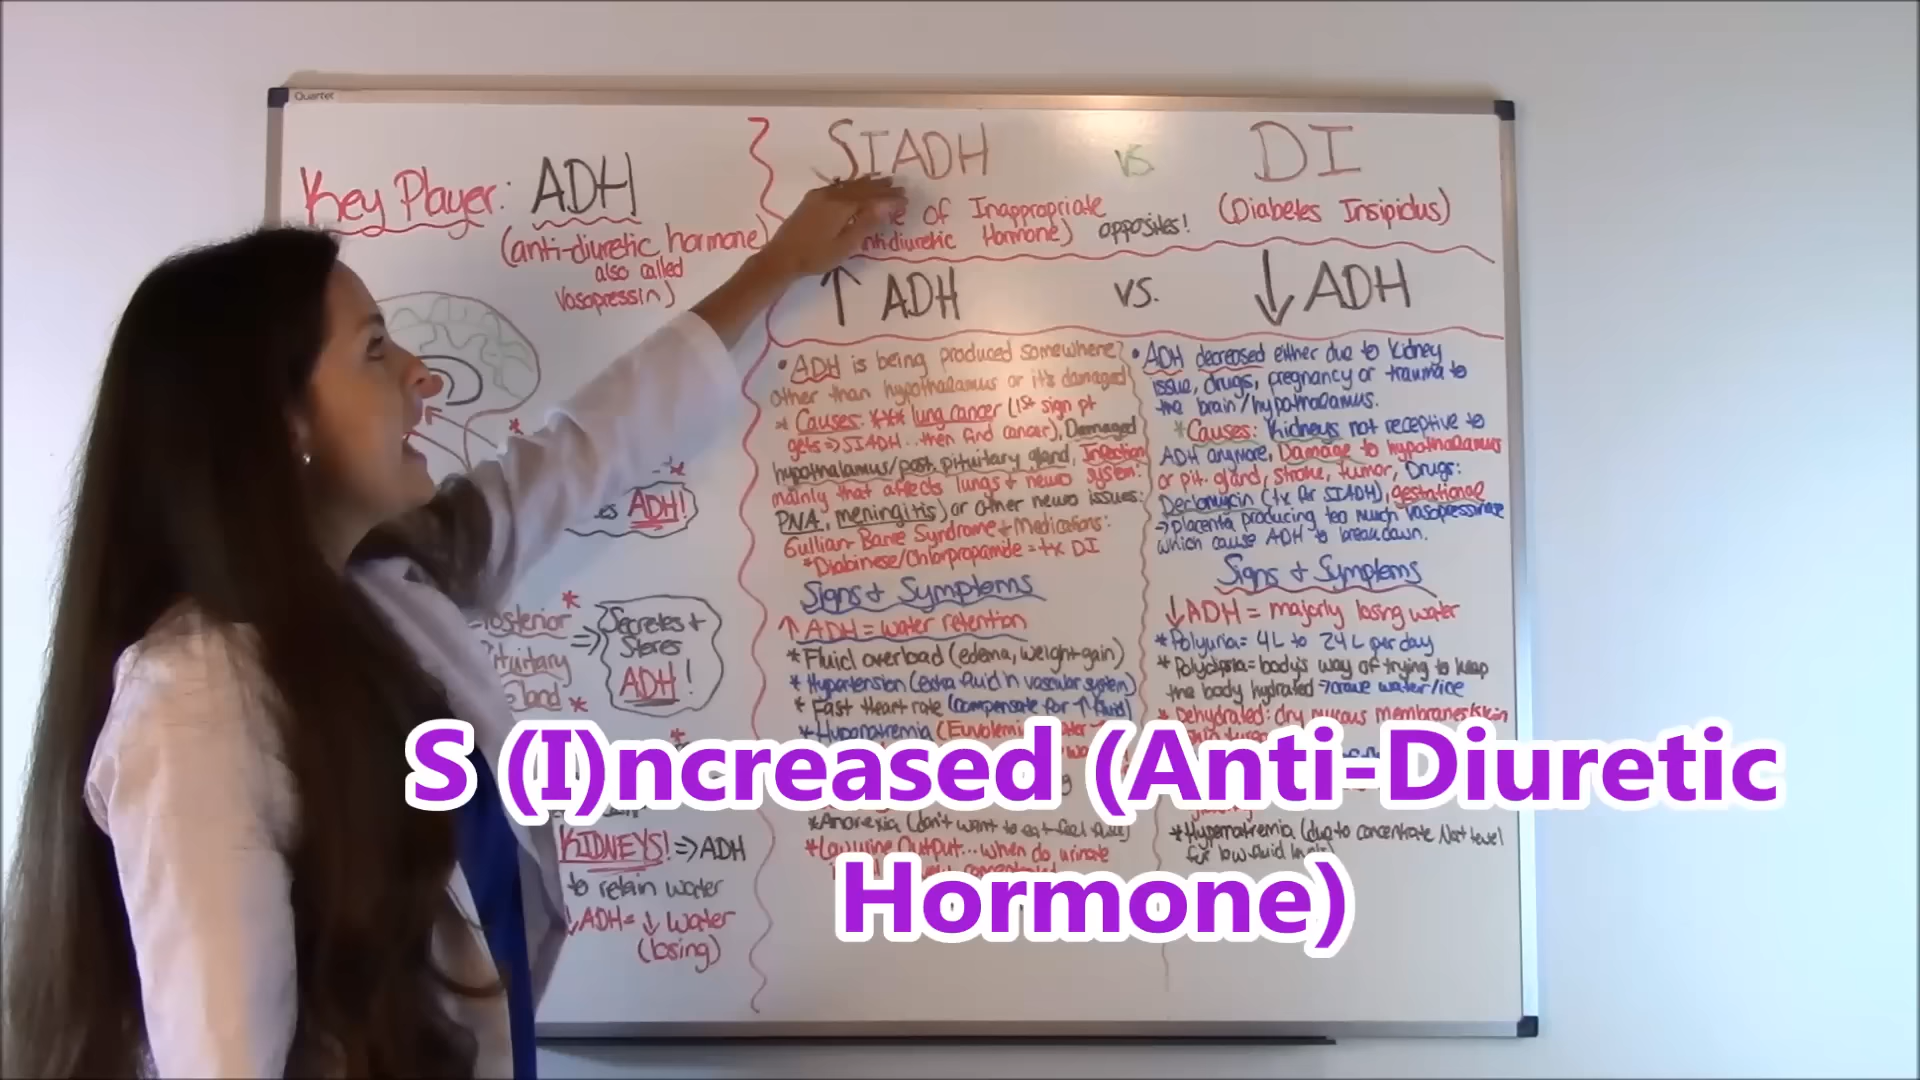 Quartet
Key Player: ADH
(anti-diuretic hormone)
also called
Vasopressin)
ADH!
Posterior
Pituitary
Gland
Secretes +
Stores
ADH!
KIDNEYS! => ADH
to retain water
↓ ADH = ↓ water
(losing)
SIADH vs. DI
of Inappropriate
Antidiuretic Hormone) opposites!
(Diabetes Insipidus)
↑ ADH vs. ↓ ADH
• ADH is being produced somewhere
other than hypothalamus or it's damaged
→ Causes: *** lung cancer (1st sign pt
gets => SIADH...then find cancer), Damaged
hypothalamus/post. pituitary gland, Infection
mainly that affects lungs + neuro system:
PNA, meningitis) or other neuro issues:
Gullian-Barre Syndrome + Medications:
*Diabinese/Chlorpropamide = tx DI
Signs + Symptoms
↑ ADH = water retention
* Fluid overload (edema, weight gain)
* Hypertension (extra fluid in vascular system)
* Fast Heart rate (compensate for ↑ fluid)
* Hyponatremia (Euvolemic
* Anorexia (don't want to eat feel
* Low urine output...when do urinate
• ADH decreased either due to kidney
issue, drugs, pregnancy or trauma to
the brain/hypothalamus.
* Causes: Kidneys not receptive to
ADH anymore, Damage to hypothalamus
or pit. gland, stroke, tumor, Drugs:
Declomycin (tx for SIADH), gestational
→ placenta producing too much vasopressinase
which cause ADH to breakdown.
Signs + Symptoms
↓ ADH = majorly losing water
* Polyuria = 4L to 24L per day
* Polydipsia = body's way of trying to keep
the body hydrated → crave water/ice
* Dehydrated: dry mucous membranes/skin
* Hypernatremia (due to concentrate Na+ level
for low fluid
S (I)ncreased (Anti-Diuretic
Hormone)